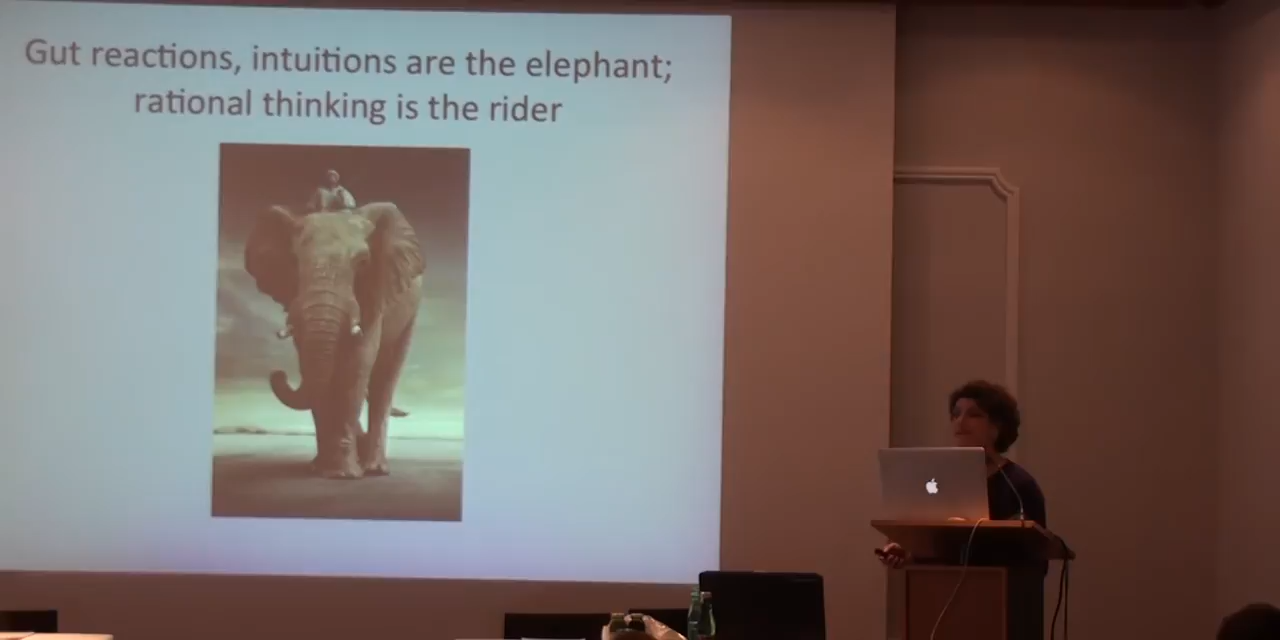 Gut reactions, intuitions are the elephant;
rational thinking is the rider